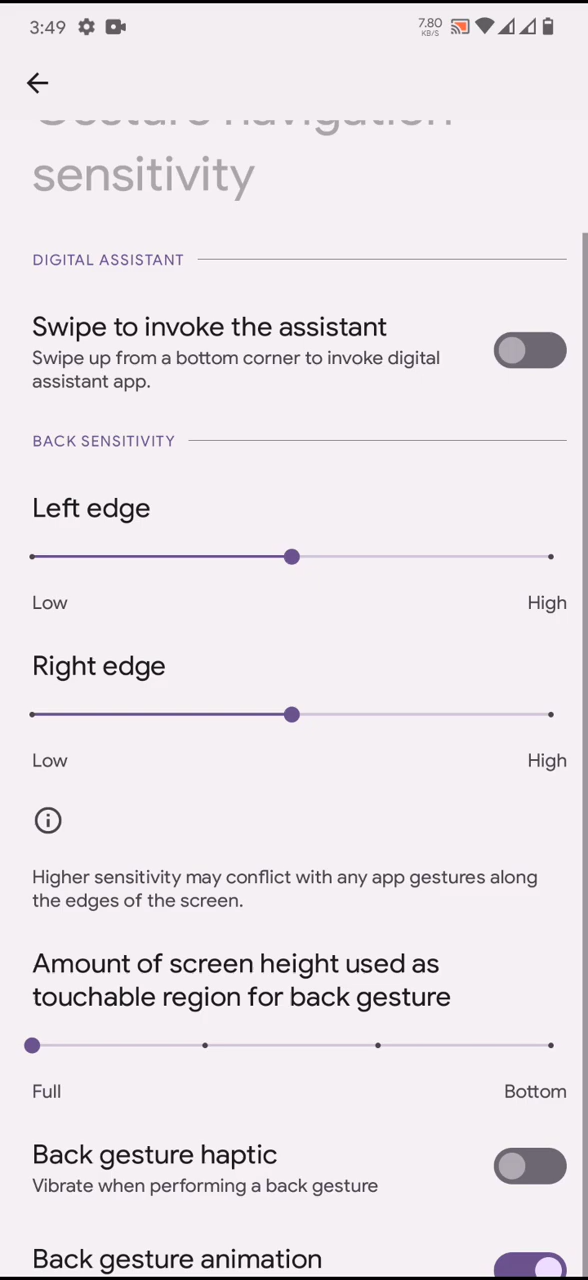 3:49
7.80
KB/S
Gesture navigation
sensitivity
DIGITAL ASSISTANT
Swipe to invoke the assistant
Swipe up from a bottom corner to invoke digital
assistant app.
BACK SENSITIVITY
Left edge
Low High
Right edge
Low High
Higher sensitivity may conflict with any app gestures along
the edges of the screen.
Amount of screen height used as
touchable region for back gesture
Full Bottom
Back gesture haptic
Vibrate when performing a back gesture
Back gesture animation